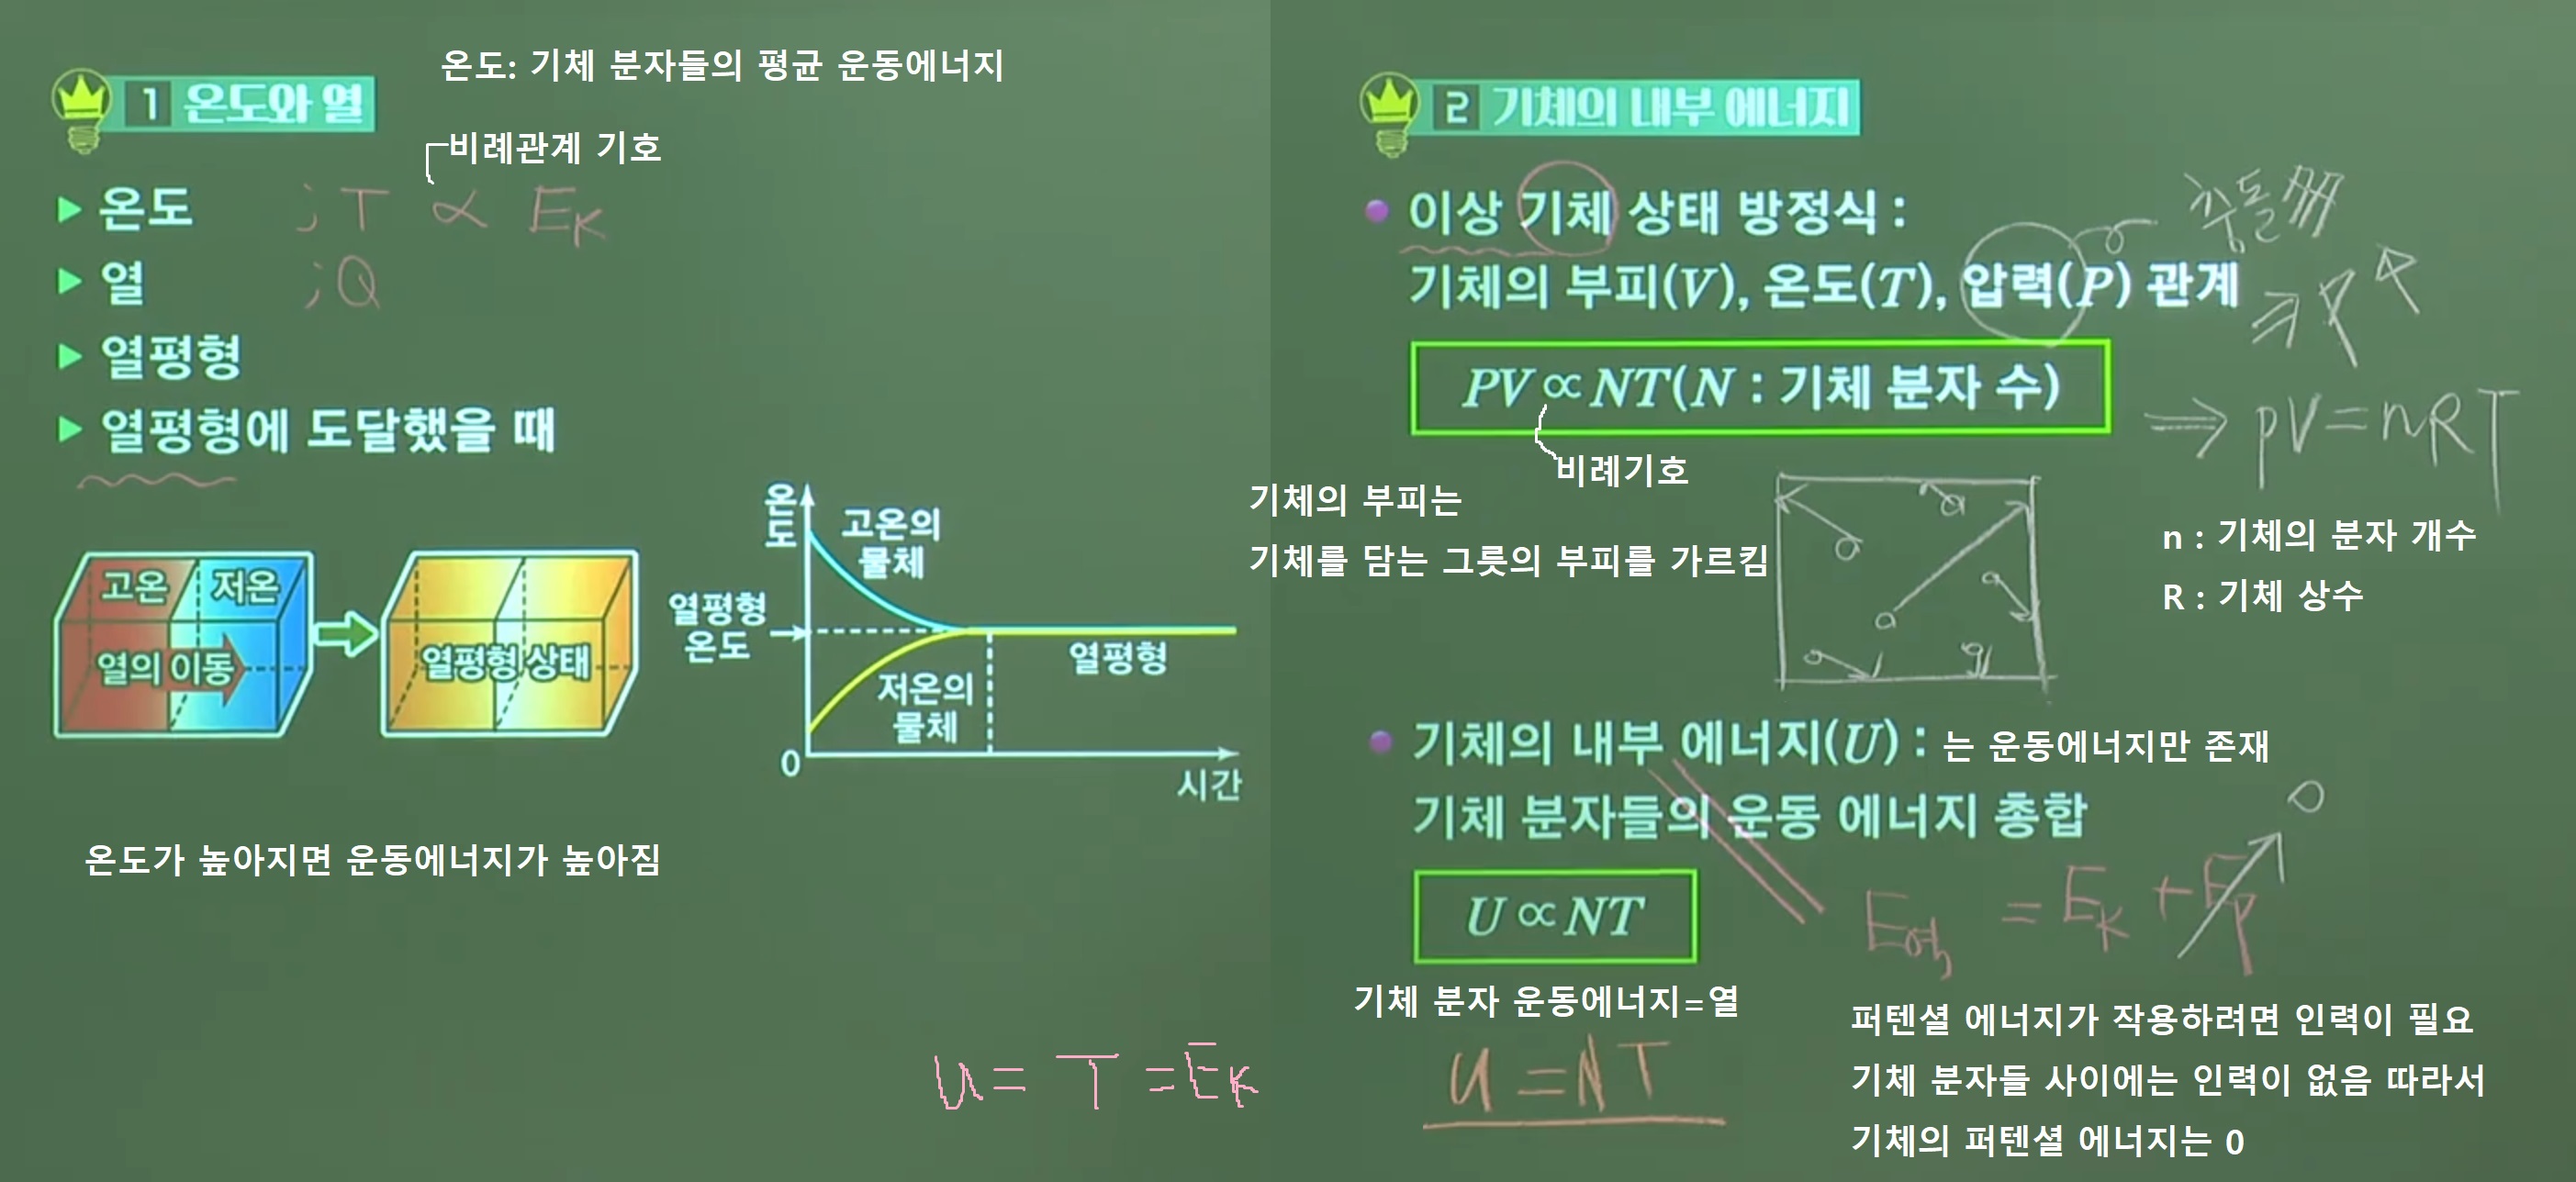 온도: 기체 분자들의 평균 운동에너지
1 온도와 열
비례관계 기호
▶ 온도 ; T ∝ EK
▶ 열 ; Q
▶ 열평형
▶ 열평형에 도달했을 때
고온 저온
열의 이동
열평형 상태
온도
고온의
물체
열평형
온도
열평형
저온의
물체
0
시간
온도가 높아지면 운동에너지가 높아짐
U = T = EK
2 기체의 내부 에너지
• 이상 기체 상태 방정식 :
충돌
기체의 부피(V), 온도(T), 압력(P) 관계
⇒ P
PV∝NT(N : 기체 분자 수)
⇒ PV=nRT
비례기호
기체의 부피는
기체를 담는 그릇의 부피를 가르킴
n : 기체의 분자 개수
R : 기체 상수
• 기체의 내부 에너지(U) : 는 운동에너지만 존재
기체 분자들의 운동 에너지 총합
0
U∝NT
E역 = EK + EP
기체 분자 운동에너지=열
U=NT
퍼텐셜 에너지가 작용하려면 인력이 필요
기체 분자들 사이에는 인력이 없음 따라서
기체의 퍼텐셜 에너지는 0